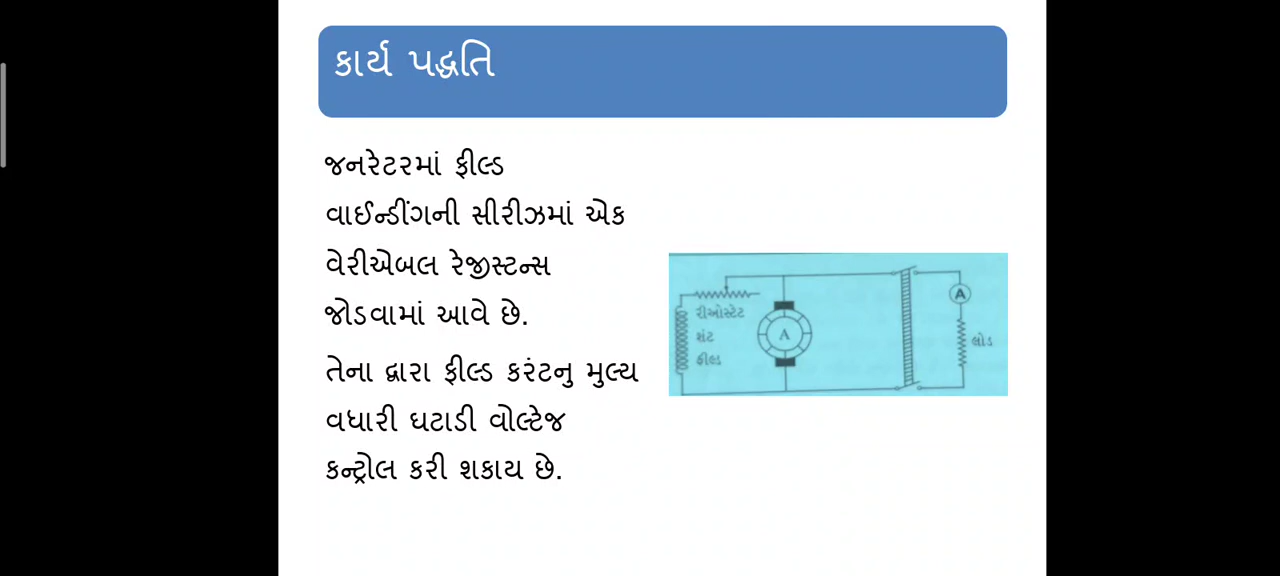 કાર્ય પદ્ધતિ
જનરેટરમાં ફીલ્ડ
વાઈન્ડીંગની સીરીઝમાં એક
વેરીએબલ રેજીસ્ટન્સ
જોડવામાં આવે છે.
તેના દ્વારા ફીલ્ડ કરંટનુ મુલ્ય
વધારી ઘટાડી વોલ્ટેજ
કન્ટ્રોલ કરી શકાય છે.
રીઓસ્ટેટ
શંટ
ફીલ્ડ
A
A
લોડ